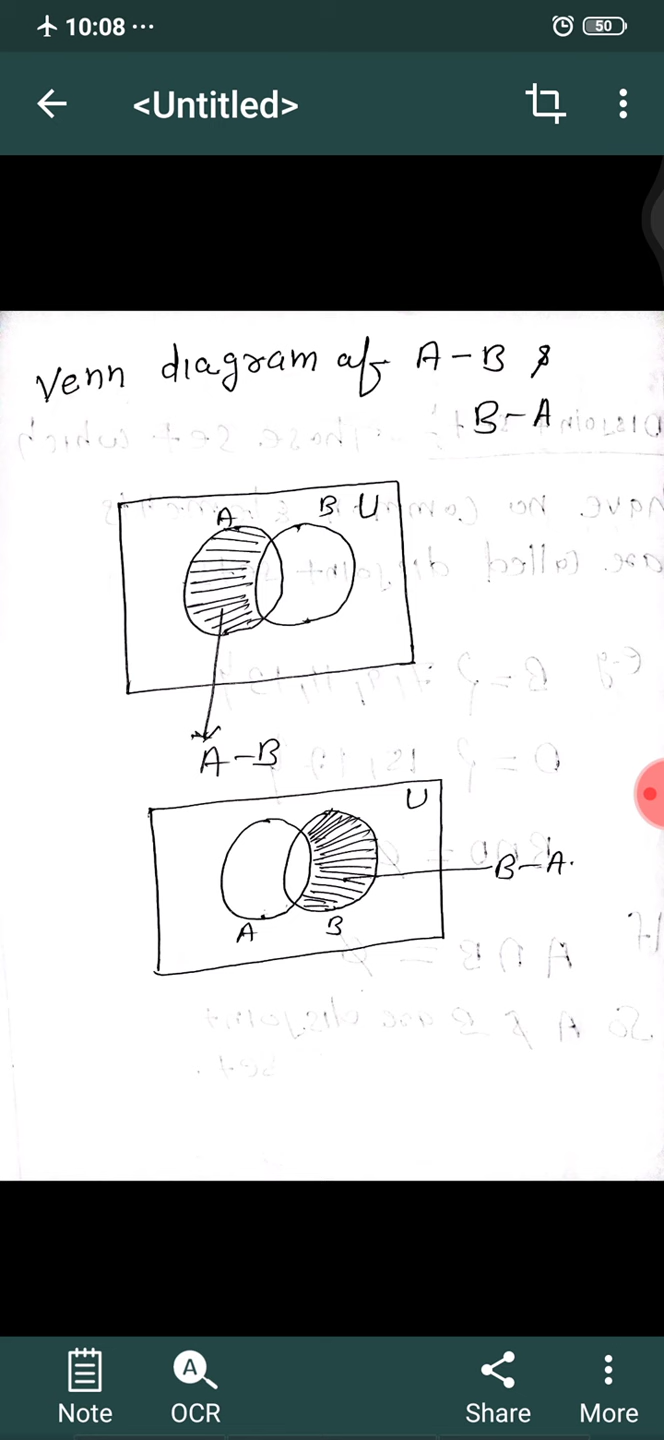 10:08 ...
50
<Untitled>
Venn diagram of A-B &
B-A
A
B U
A-B
U
B-A.
A
B
A
Note
OCR
Share
More